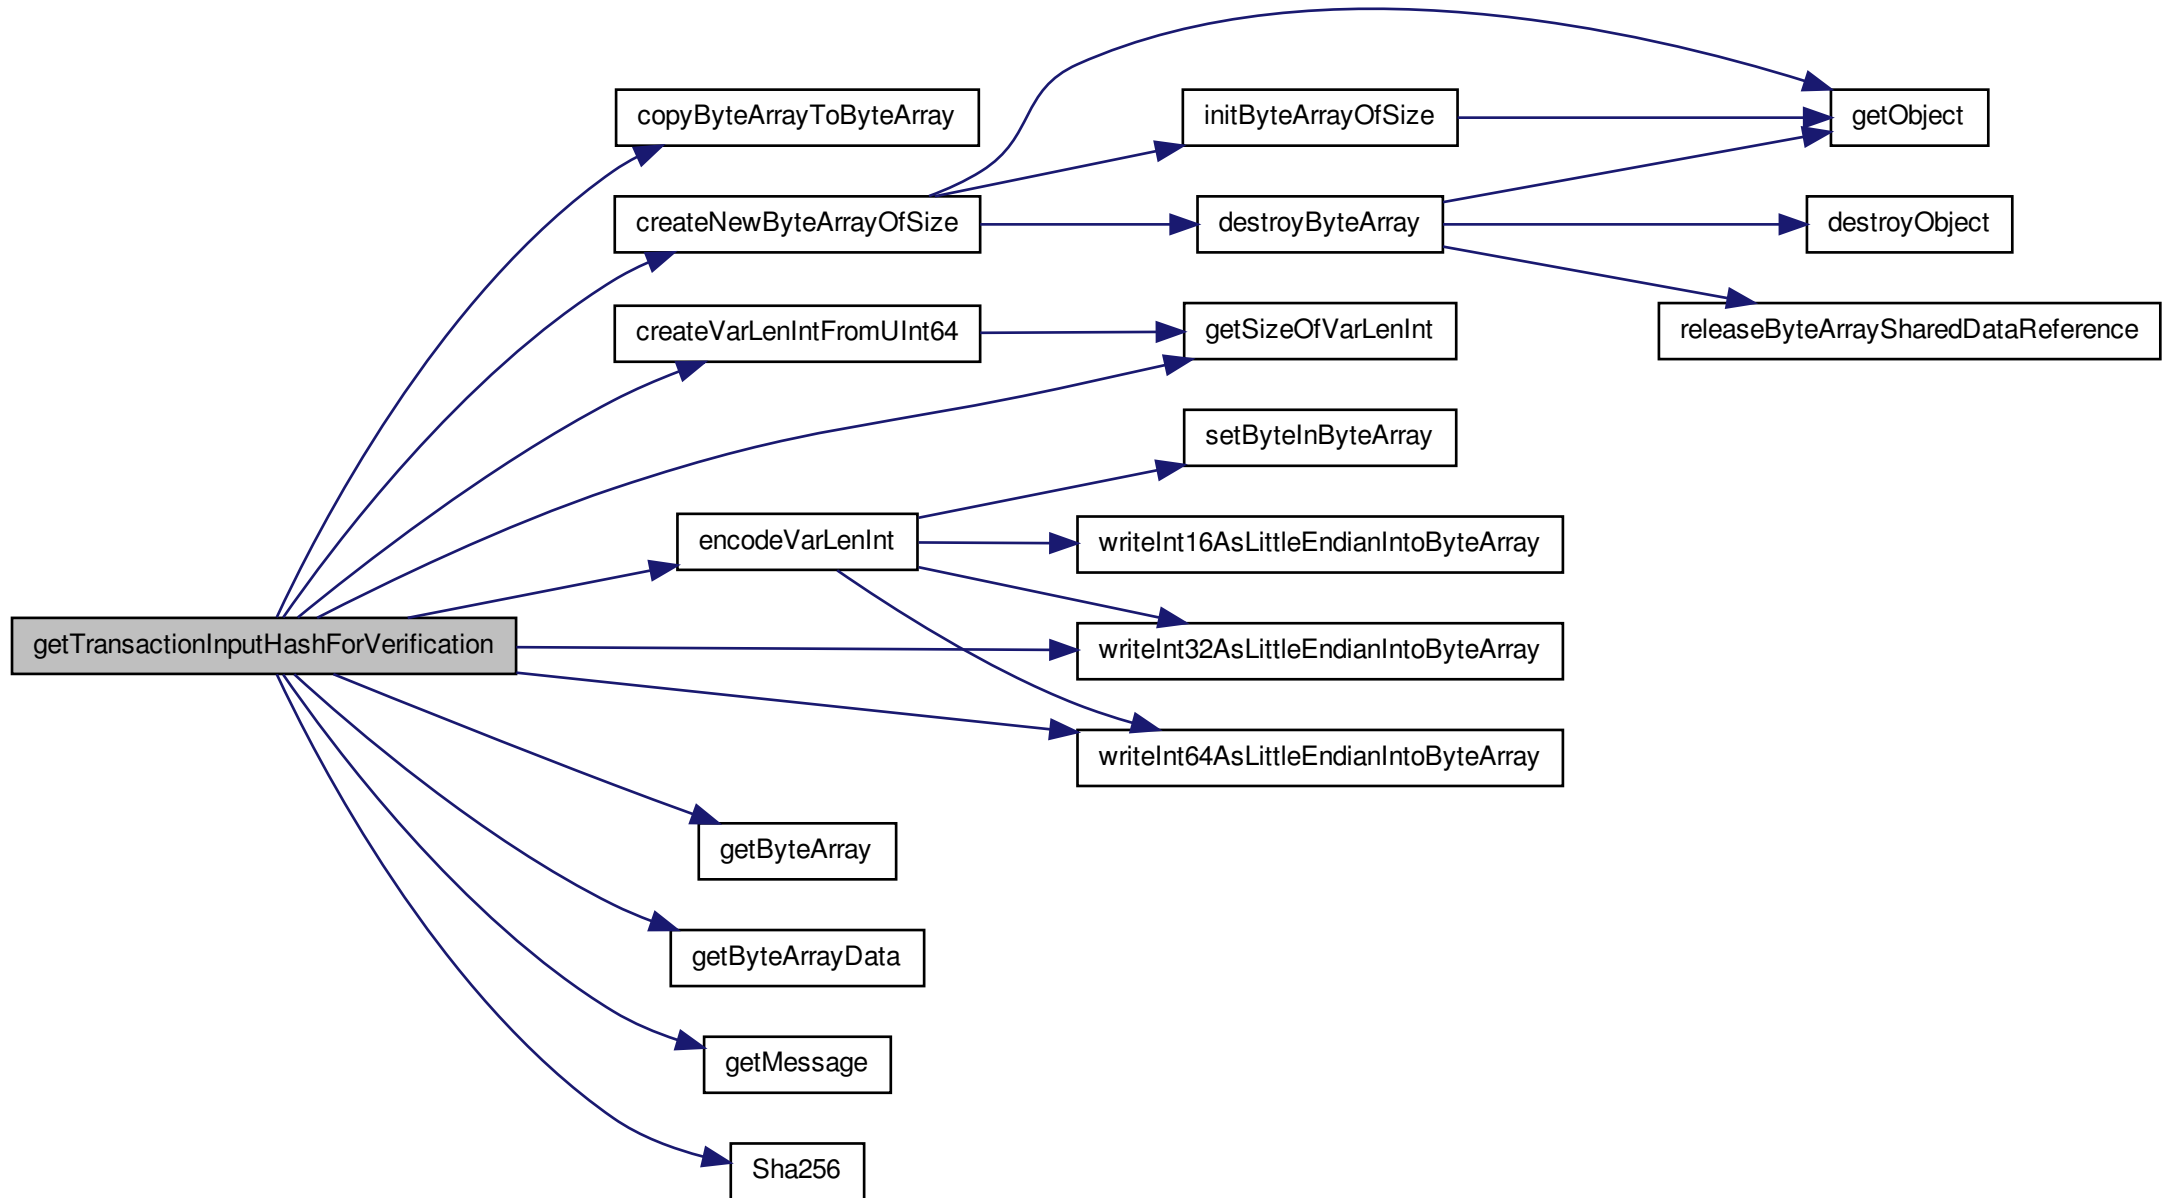 copyByteArrayToByteArray
initByteArrayOfSize
getObject
createNewByteArrayOfSize
destroyByteArray
destroyObject
createVarLenIntFromUInt64
getSizeOfVarLenInt
releaseByteArraySharedDataReference
setByteInByteArray
encodeVarLenInt
writeInt16AsLittleEndianIntoByteArray
getTransactionInputHashForVerification
writeInt32AsLittleEndianIntoByteArray
writeInt64AsLittleEndianIntoByteArray
getByteArray
getByteArrayData
getMessage
Sha256